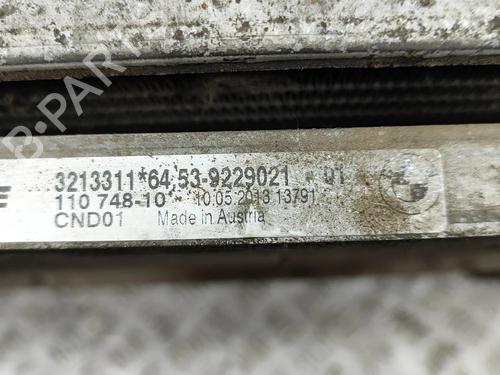 3213311*64.53-9229021 01
110 748-10 10.05.2013 13791
CND01 Made in Austria
B-PARTS